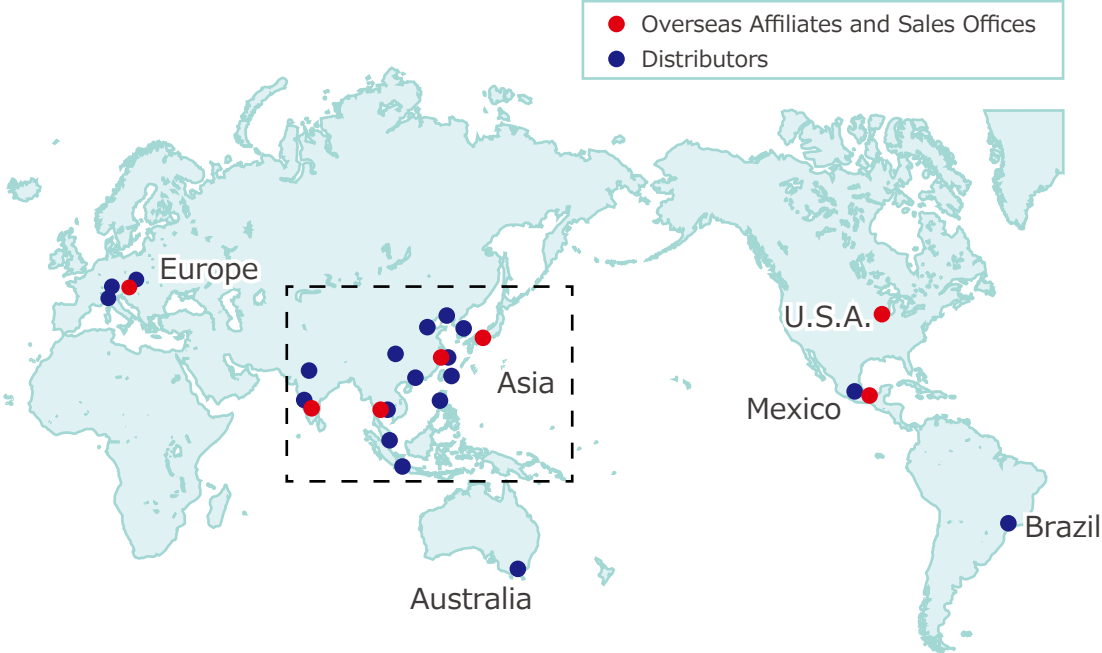 Overseas Affiliates and Sales Offices
Distributors
Europe
U.S.A.
Asia
Mexico
Brazil
Australia